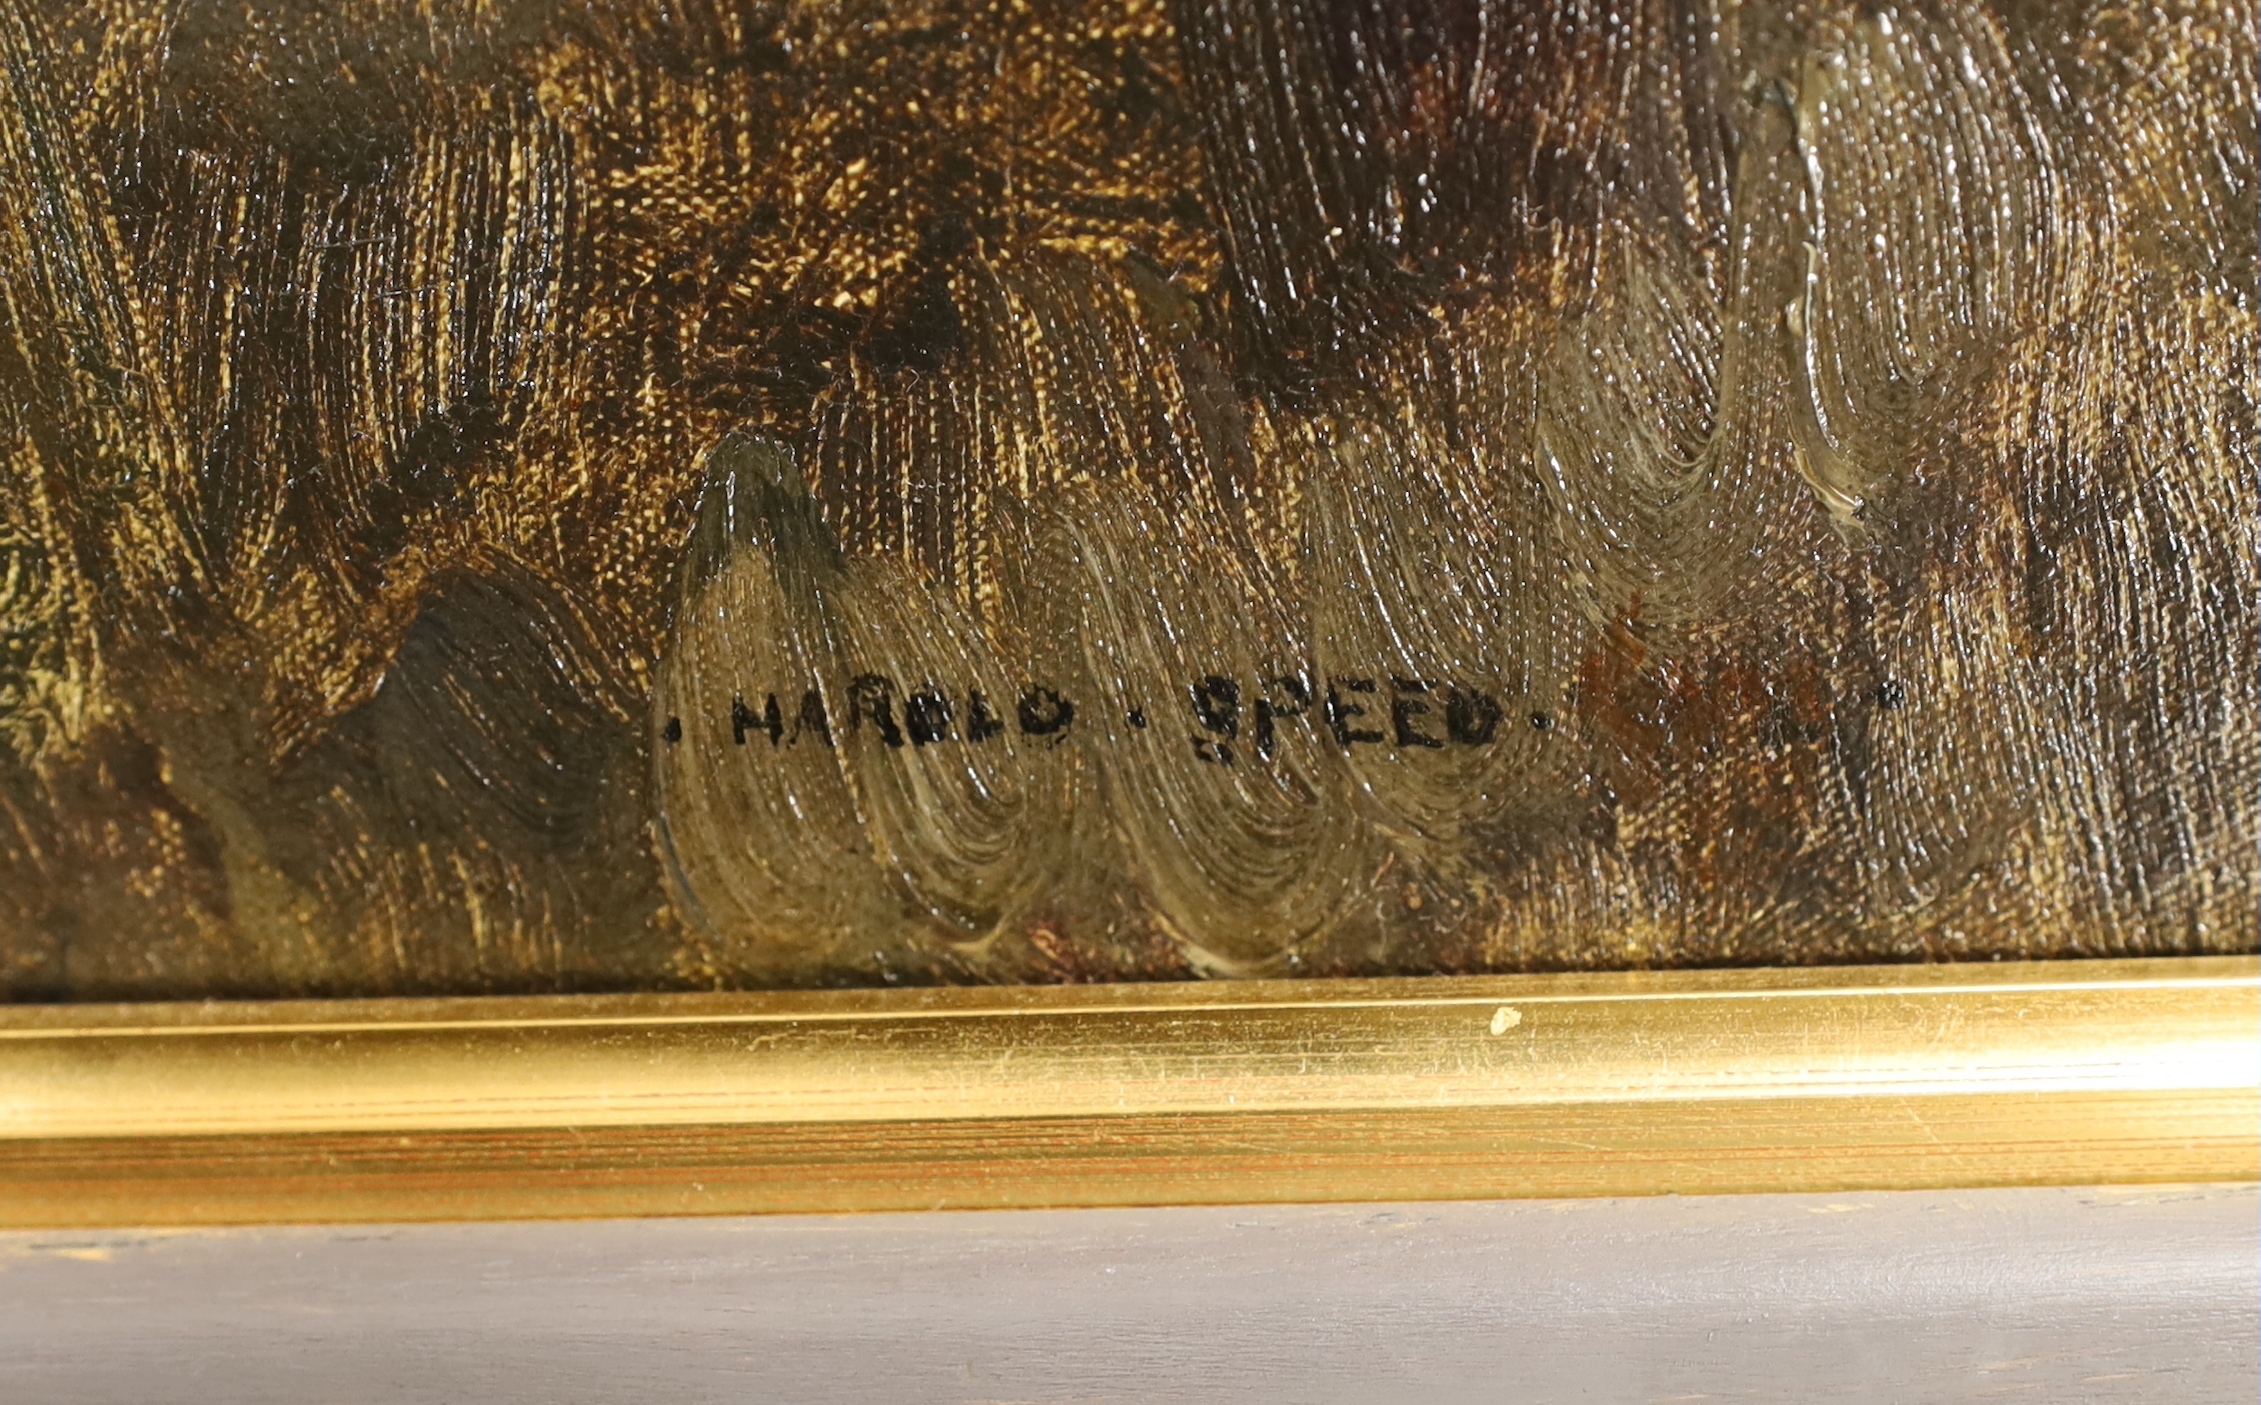 · HAROLD · SPEED ·